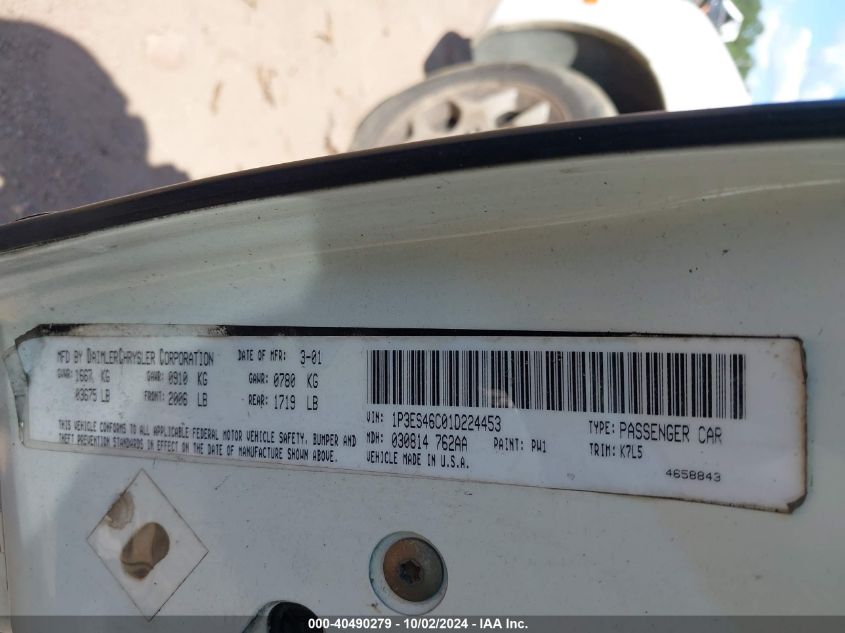 MFD BY DAIMLERCHRYSLER CORPORATION DATE OF MFR: 3-01
GVWR: 1667 KG GAWR: 0910 KG GAWR: 0780 KG
03675 LB FRONT: 2006 LB REAR: 1719 LB
THIS VEHICLE CONFORMS TO ALL APPLICABLE FEDERAL MOTOR VEHICLE SAFETY, BUMPER AND
THEFT PREVENTION STANDARDS IN EFFECT ON THE DATE OF MANUFACTURE SHOWN ABOVE.
VIN: 1P3ES46C01D224453 TYPE: PASSENGER CAR
MDH: 030814 762AA PAINT: PW1 TRIM: K7L5
VEHICLE MADE IN U.S.A.
4658843
000-40490279 - 10/02/2024 - IAA Inc.